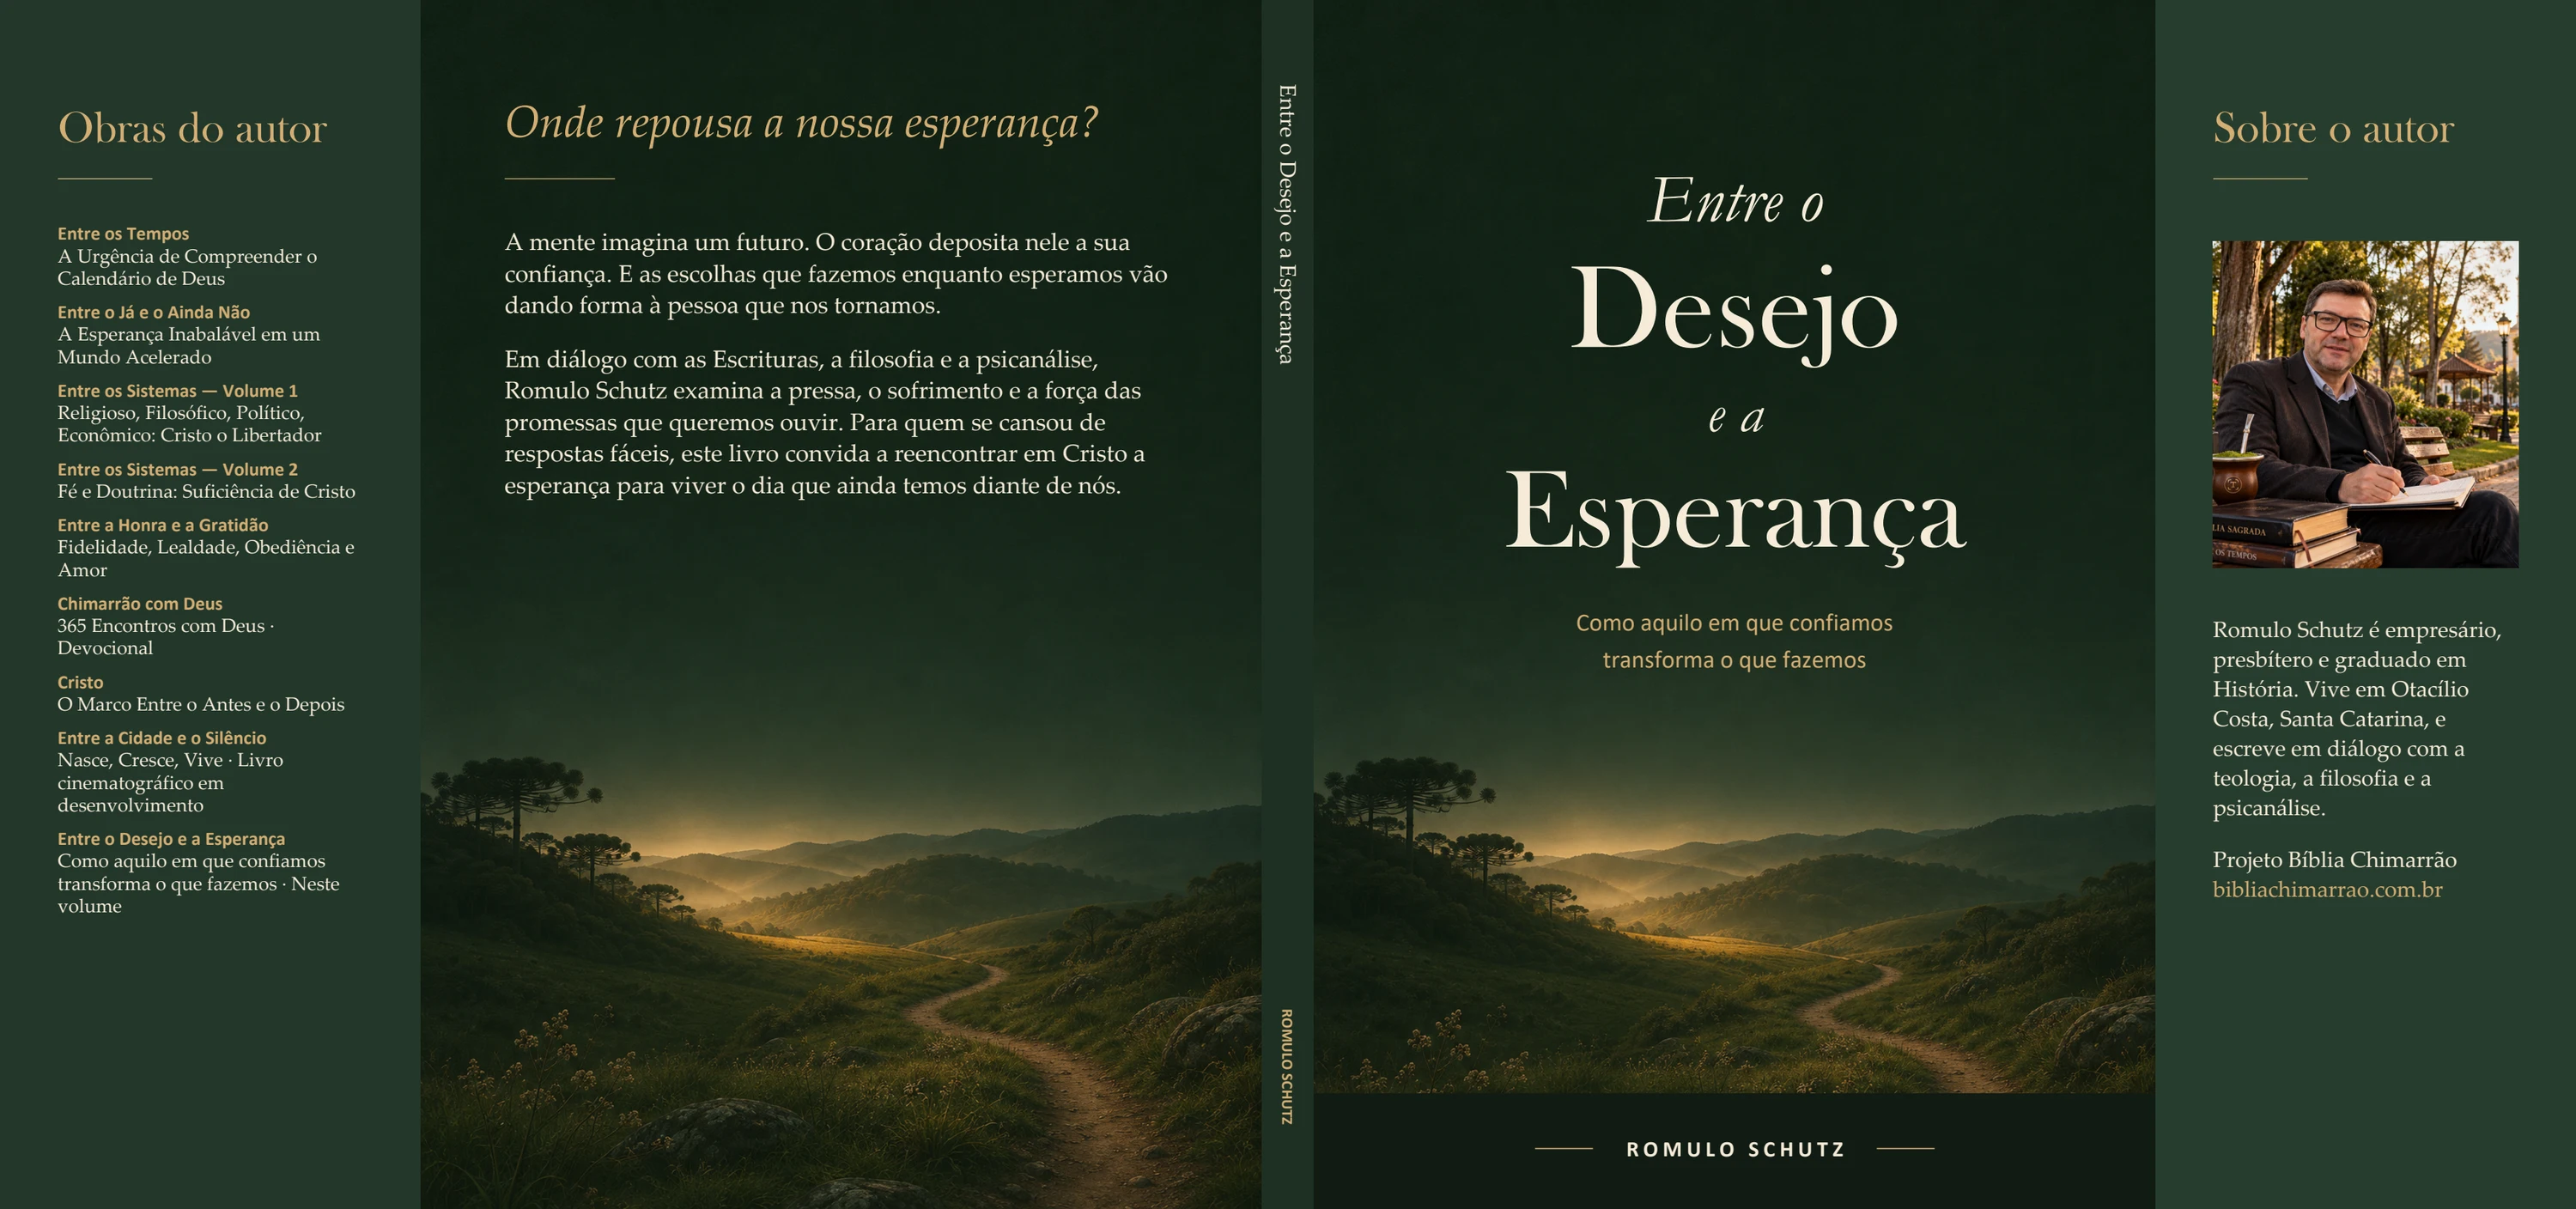 Obras do autor
Entre os Tempos
A Urgência de Compreender o
Calendário de Deus
Entre o Já e o Ainda Não
A Esperança Inabalável em um
Mundo Acelerado
Entre os Sistemas — Volume 1
Religioso, Filosófico, Político,
Econômico: Cristo o Libertador
Entre os Sistemas — Volume 2
Fé e Doutrina: Suficiência de Cristo
Entre a Honra e a Gratidão
Fidelidade, Lealdade, Obediência e
Amor
Chimarrão com Deus
365 Encontros com Deus ·
Devocional
Cristo
O Marco Entre o Antes e o Depois
Entre a Cidade e o Silêncio
Nasce, Cresce, Vive · Livro
cinematográfico em
desenvolvimento
Entre o Desejo e a Esperança
Como aquilo em que confiamos
transforma o que fazemos · Neste
volume
Onde repousa a nossa esperança?
A mente imagina um futuro. O coração deposita nele a sua
confiança. E as escolhas que fazemos enquanto esperamos vão
dando forma à pessoa que nos tornamos.
Em diálogo com as Escrituras, a filosofia e a psicanálise,
Romulo Schutz examina a pressa, o sofrimento e a força das
promessas que queremos ouvir. Para quem se cansou de
respostas fáceis, este livro convida a reencontrar em Cristo a
esperança para viver o dia que ainda temos diante de nós.
Entre o Desejo e a Esperança
ROMULO SCHUTZ
Entre o
Desejo
e a
Esperança
Como aquilo em que confiamos
transforma o que fazemos
ROMULO SCHUTZ
Sobre o autor
LIA SAGRADA
OS TEMPOS
Romulo Schutz é empresário,
presbítero e graduado em
História. Vive em Otacílio
Costa, Santa Catarina, e
escreve em diálogo com a
teologia, a filosofia e a
psicanálise.
Projeto Bíblia Chimarrão
bibliachimarrao.com.br